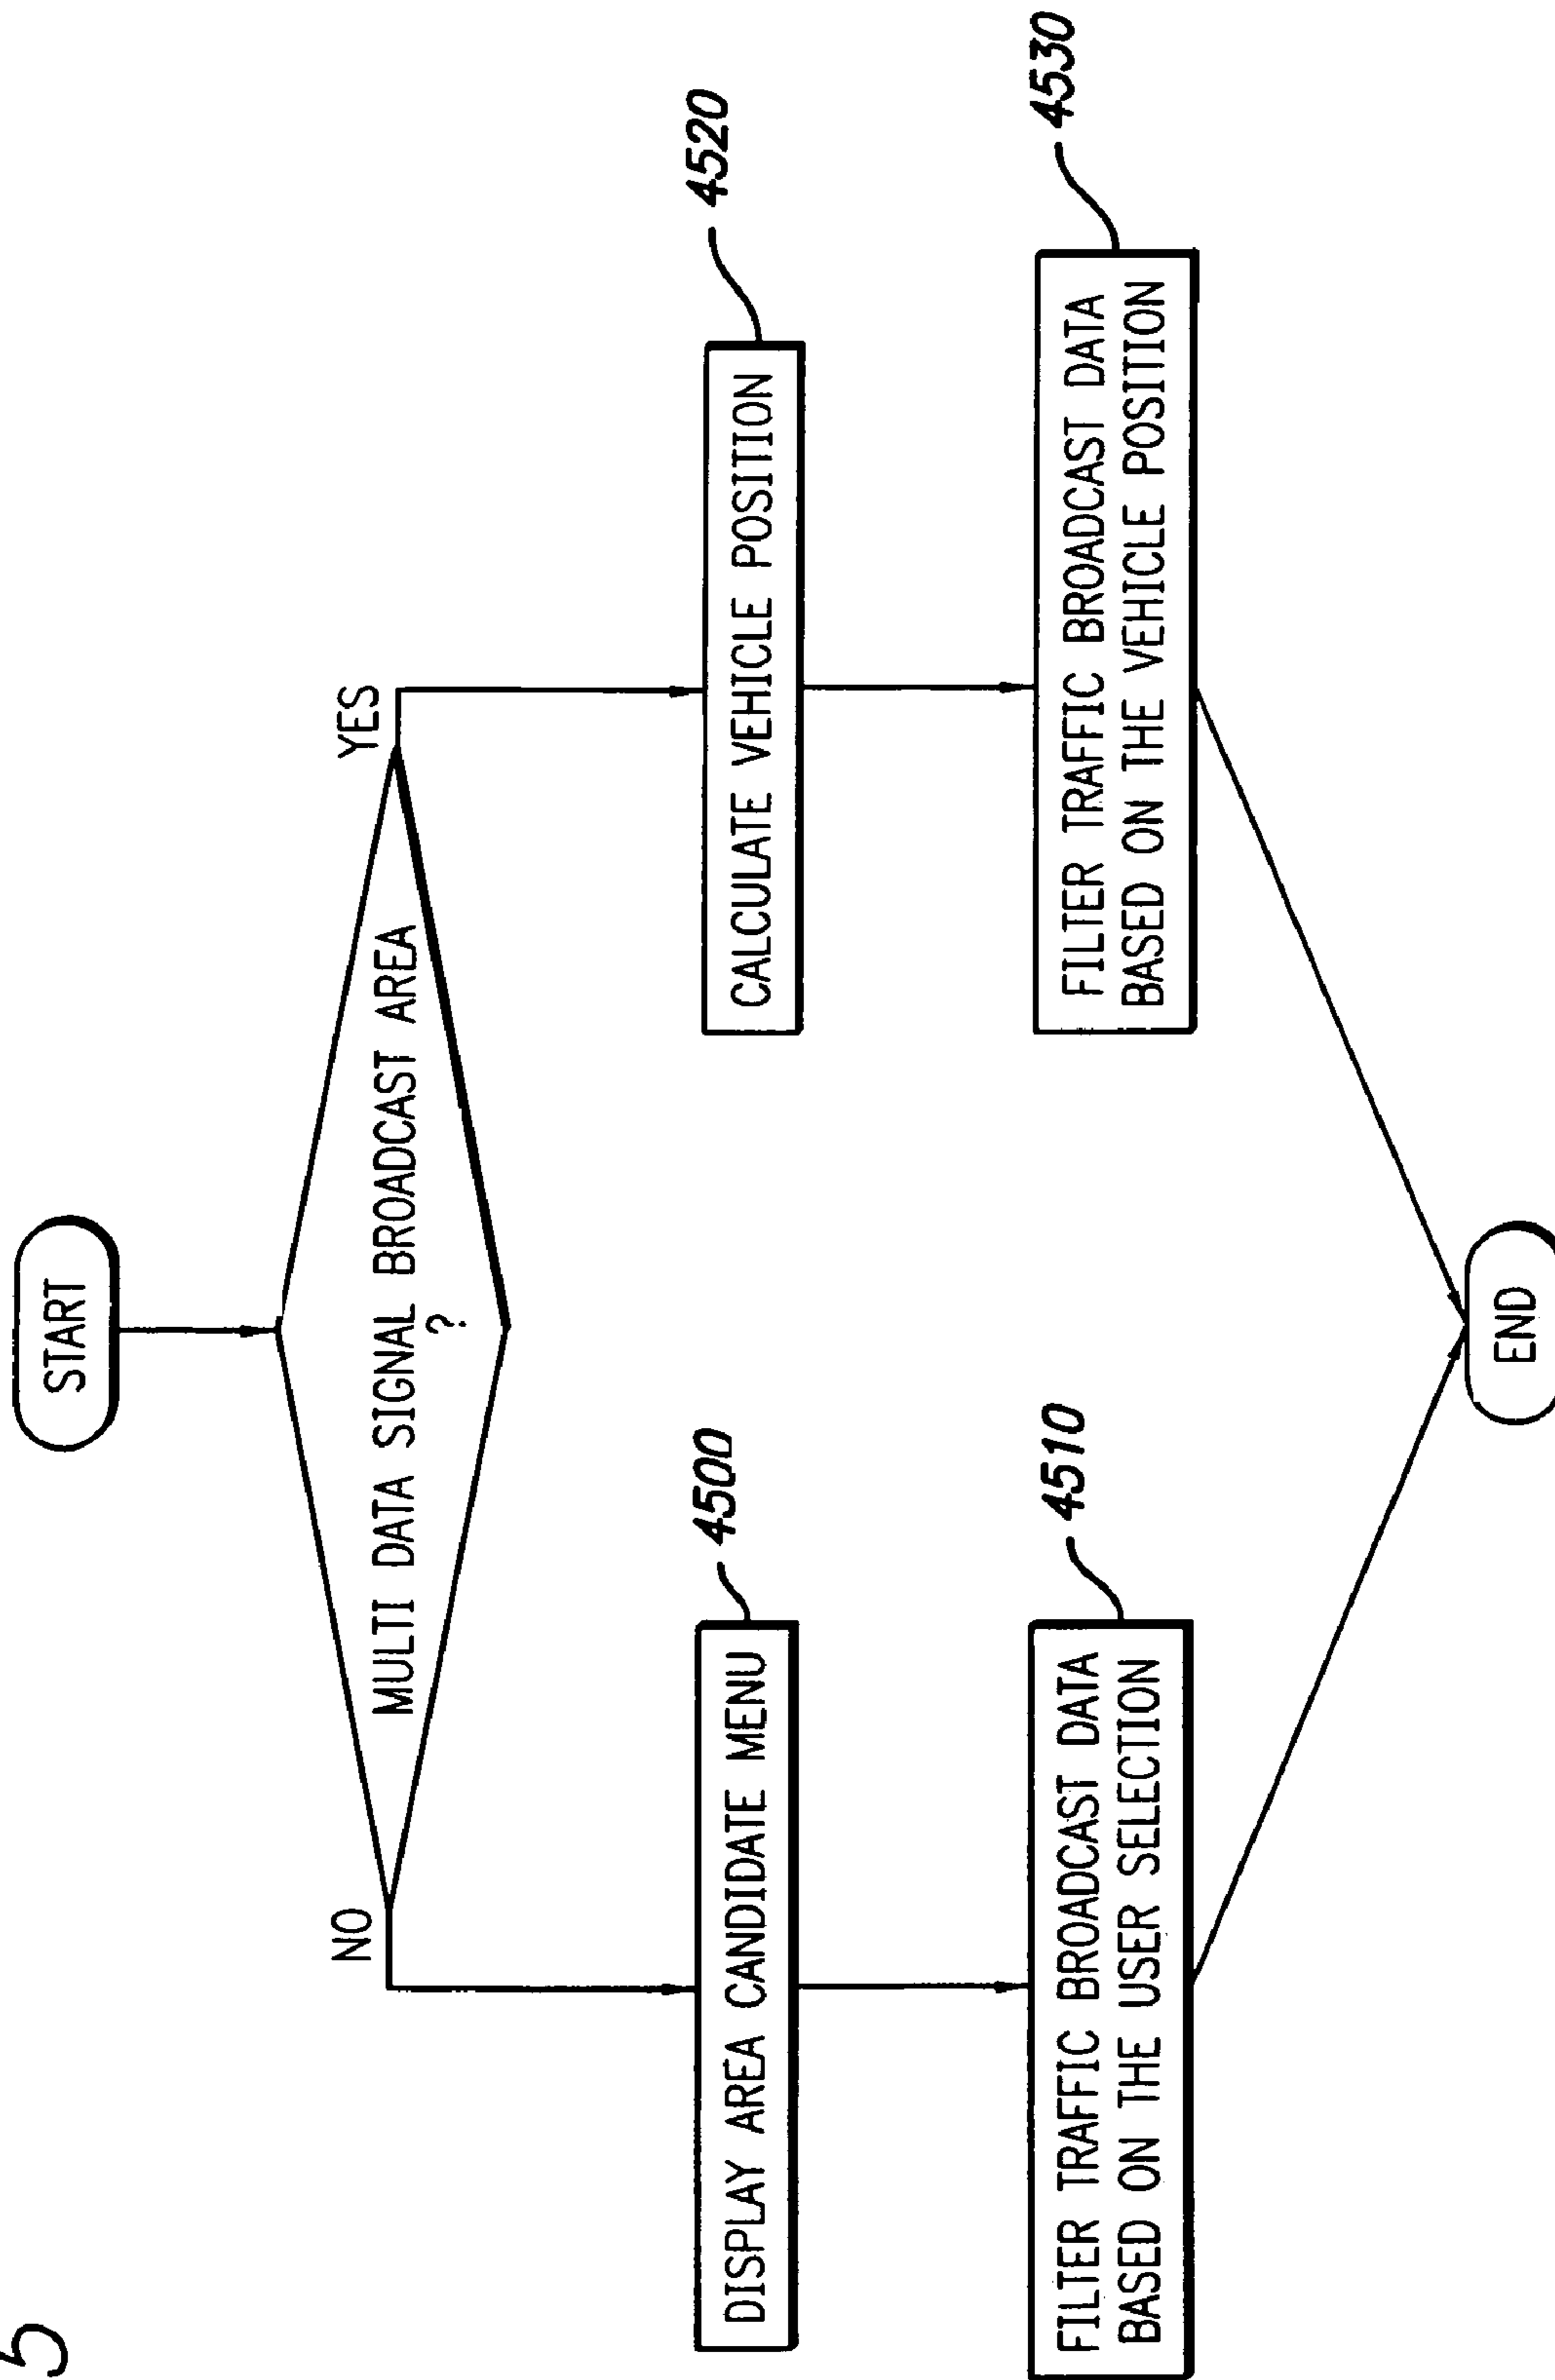 5
START
MULTI DATA SIGNAL BROADCAST AREA
?
NO
YES
DISPLAY AREA CANDIDATE MENU
4500
CALCULATE VEHICLE POSITION
4520
FILTER TRAFFIC BROADCAST DATA
BASED ON THE USER SELECTION
4510
FILTER TRAFFIC BROADCAST DATA
BASED ON THE VEHICLE POSITION
4530
END